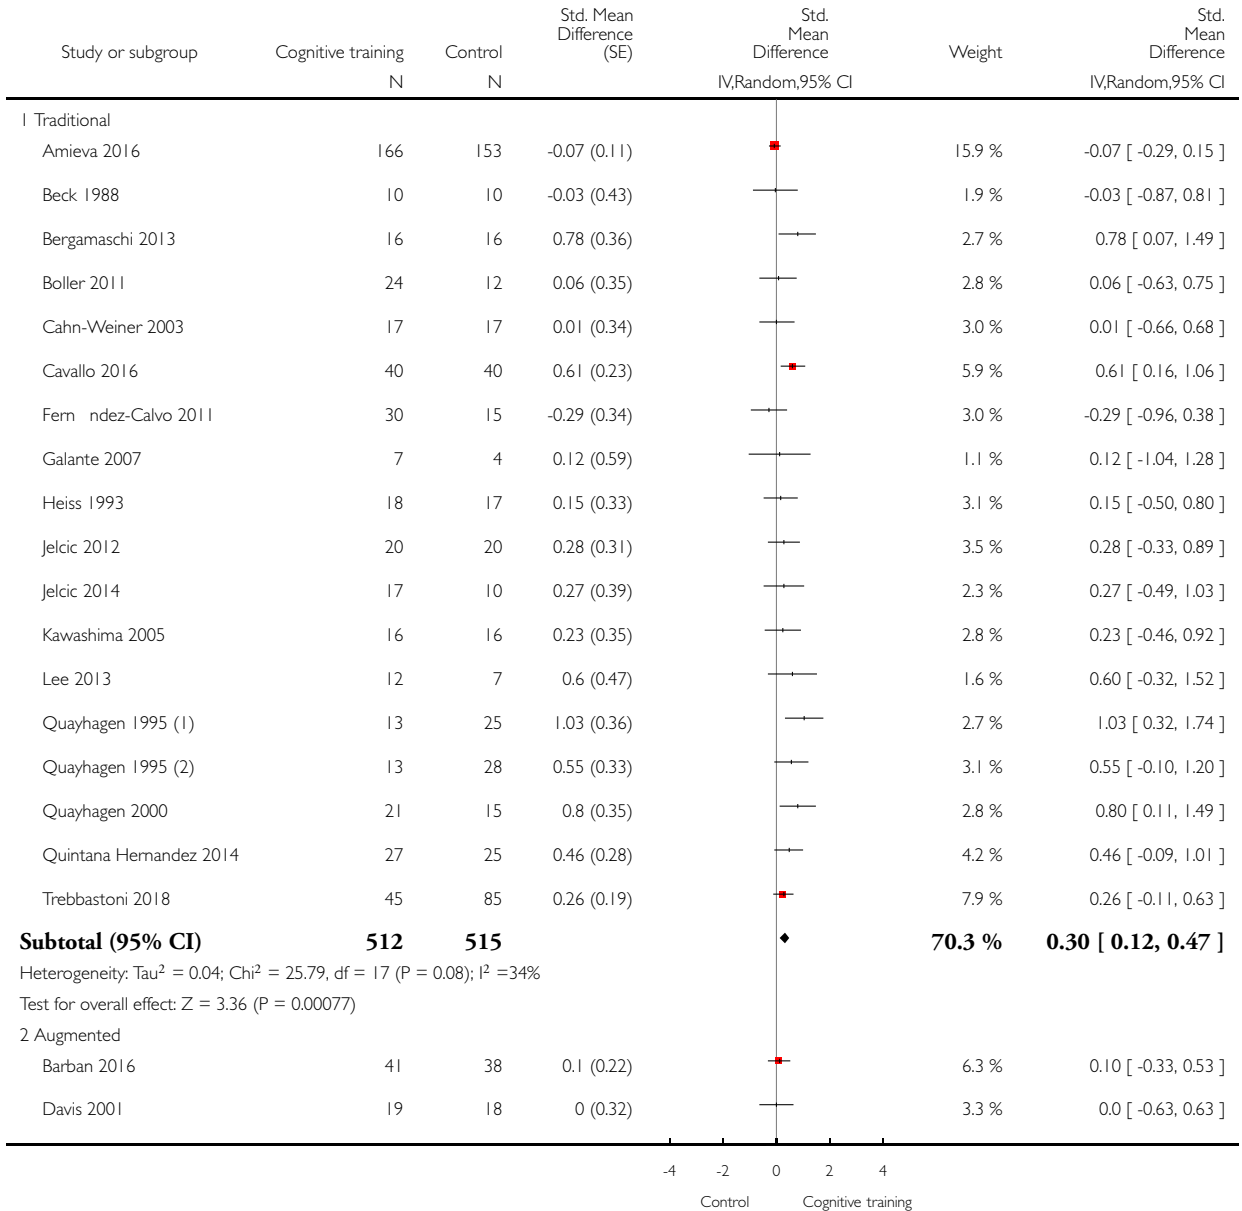 Std. Mean Difference (SE)
Std. Mean Difference
Std. Mean Difference
Study or subgroup Cognitive training Control Weight
N N IV,Random,95% CI IV,Random,95% CI
1 Traditional
Amieva 2016 166 153 -0.07 (0.11) 15.9 % -0.07 [ -0.29, 0.15 ]
Beck 1988 10 10 -0.03 (0.43) 1.9 % -0.03 [ -0.87, 0.81 ]
Bergamaschi 2013 16 16 0.78 (0.36) 2.7 % 0.78 [ 0.07, 1.49 ]
Boller 2011 24 12 0.06 (0.35) 2.8 % 0.06 [ -0.63, 0.75 ]
Cahn-Weiner 2003 17 17 0.01 (0.34) 3.0 % 0.01 [ -0.66, 0.68 ]
Cavallo 2016 40 40 0.61 (0.23) 5.9 % 0.61 [ 0.16, 1.06 ]
Fern ndez-Calvo 2011 30 15 -0.29 (0.34) 3.0 % -0.29 [ -0.96, 0.38 ]
Galante 2007 7 4 0.12 (0.59) 1.1 % 0.12 [ -1.04, 1.28 ]
Heiss 1993 18 17 0.15 (0.33) 3.1 % 0.15 [ -0.50, 0.80 ]
Jelcic 2012 20 20 0.28 (0.31) 3.5 % 0.28 [ -0.33, 0.89 ]
Jelcic 2014 17 10 0.27 (0.39) 2.3 % 0.27 [ -0.49, 1.03 ]
Kawashima 2005 16 16 0.23 (0.35) 2.8 % 0.23 [ -0.46, 0.92 ]
Lee 2013 12 7 0.6 (0.47) 1.6 % 0.60 [ -0.32, 1.52 ]
Quayhagen 1995 (1) 13 25 1.03 (0.36) 2.7 % 1.03 [ 0.32, 1.74 ]
Quayhagen 1995 (2) 13 28 0.55 (0.33) 3.1 % 0.55 [ -0.10, 1.20 ]
Quayhagen 2000 21 15 0.8 (0.35) 2.8 % 0.80 [ 0.11, 1.49 ]
Quintana Hernandez 2014 27 25 0.46 (0.28) 4.2 % 0.46 [ -0.09, 1.01 ]
Trebbastoni 2018 45 85 0.26 (0.19) 7.9 % 0.26 [ -0.11, 0.63 ]
Subtotal (95% CI) 512 515 70.3 % 0.30 [ 0.12, 0.47 ]
Heterogeneity: Tau² = 0.04; Chi² = 25.79, df = 17 (P = 0.08); I² =34%
Test for overall effect: Z = 3.36 (P = 0.00077)
2 Augmented
Barban 2016 41 38 0.1 (0.22) 6.3 % 0.10 [ -0.33, 0.53 ]
Davis 2001 19 18 0 (0.32) 3.3 % 0.0 [ -0.63, 0.63 ]
-4 -2 0 2 4
Control Cognitive training